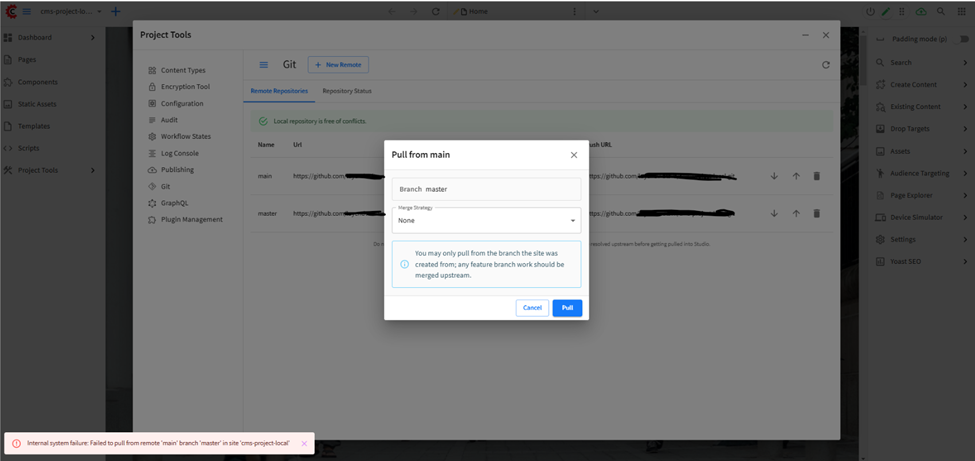 cms-project-lo...
Home
Dashboard
Pages
Components
Static Assets
Templates
Scripts
Project Tools
Project Tools
Content Types
Encryption Tool
Configuration
Audit
Workflow States
Log Console
Publishing
Git
GraphQL
Plugin Management
Git
New Remote
Remote Repositories
Repository Status
Local repository is free of conflicts.
Name Url ush URL
main https://github.com/ https://github.com/
master https://github.com/ https://github.com/
Do n resolved upstream before getting pulled into Studio.
Pull from main
Branch master
Merge Strategy
None
You may only pull from the branch the site was
created from; any feature branch work should be
merged upstream.
Cancel Pull
Padding mode (p)
Search
Create Content
Existing Content
Drop Targets
Assets
Audience Targeting
Page Explorer
Device Simulator
Settings
Yoast SEO
Internal system failure: Failed to pull from remote 'main' branch 'master' in site 'cms-project-local'